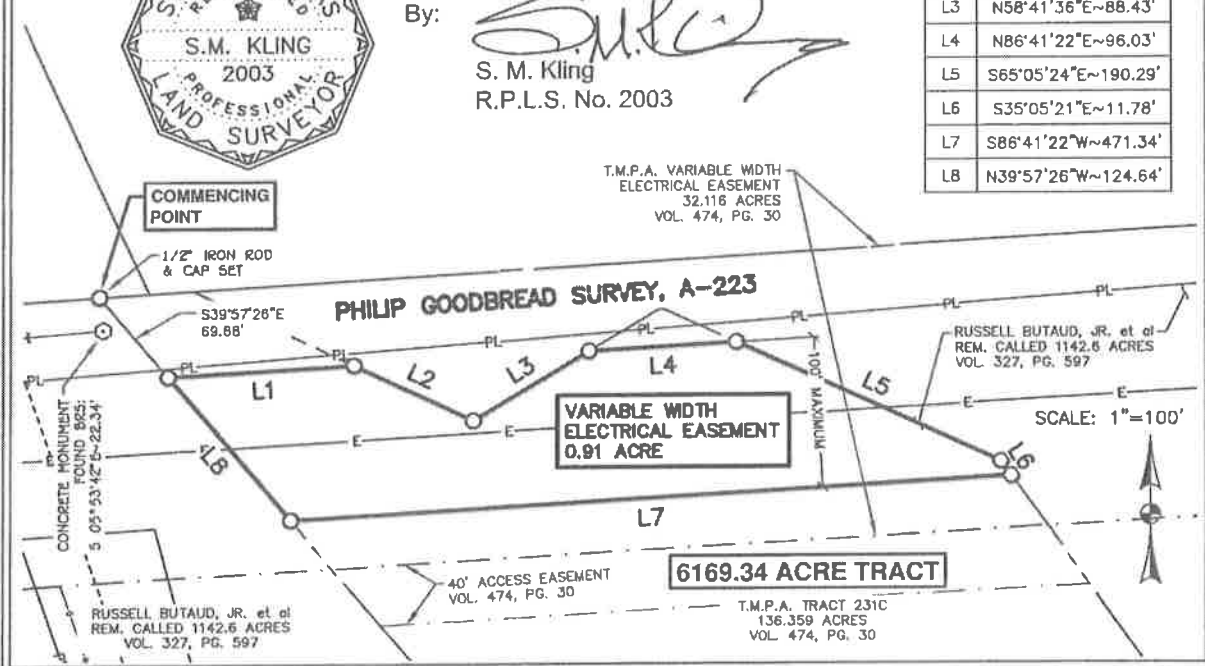 S.M. KLING
2003
PROFESSIONAL
LAND SURVEYOR
By:
S. M. Kling
R.P.L.S. No. 2003
L3 N58°41'36"E~88.43'
L4 N86°41'22"E~96.03'
L5 S65°05'24"E~190.29'
L6 S35°05'21"E~11.78'
L7 S86°41'22"W~471.34'
L8 N39°57'26"W~124.64'
T.M.P.A. VARIABLE WIDTH
ELECTRICAL EASEMENT
32.116 ACRES
VOL. 474, PG. 30
COMMENCING
POINT
1/2" IRON ROD
& CAP SET
S39°57'26"E
69.68'
PHILIP GOODBREAD SURVEY, A-223
PL
PL
PL
PL
PL
PL
PL
PL
RUSSELL BUTAUD, JR. et al
REM. CALLED 1142.6 ACRES
VOL. 327, PG. 597
L1
L2
L3
L4
L5
L6
L7
L8
100' MAXIMUM
VARIABLE WIDTH
ELECTRICAL EASEMENT
0.91 ACRE
E
E
E
E
E
E
SCALE: 1"=100'
CONCRETE MONUMENT
FOUND BRS:
S 05°53'42"E~22.34'
40' ACCESS EASEMENT
VOL. 474, PG. 30
6169.34 ACRE TRACT
T.M.P.A. TRACT 231C
136.359 ACRES
VOL. 474, PG. 30
RUSSELL BUTAUD, JR. et al
REM. CALLED 1142.6 ACRES
VOL. 327, PG. 597